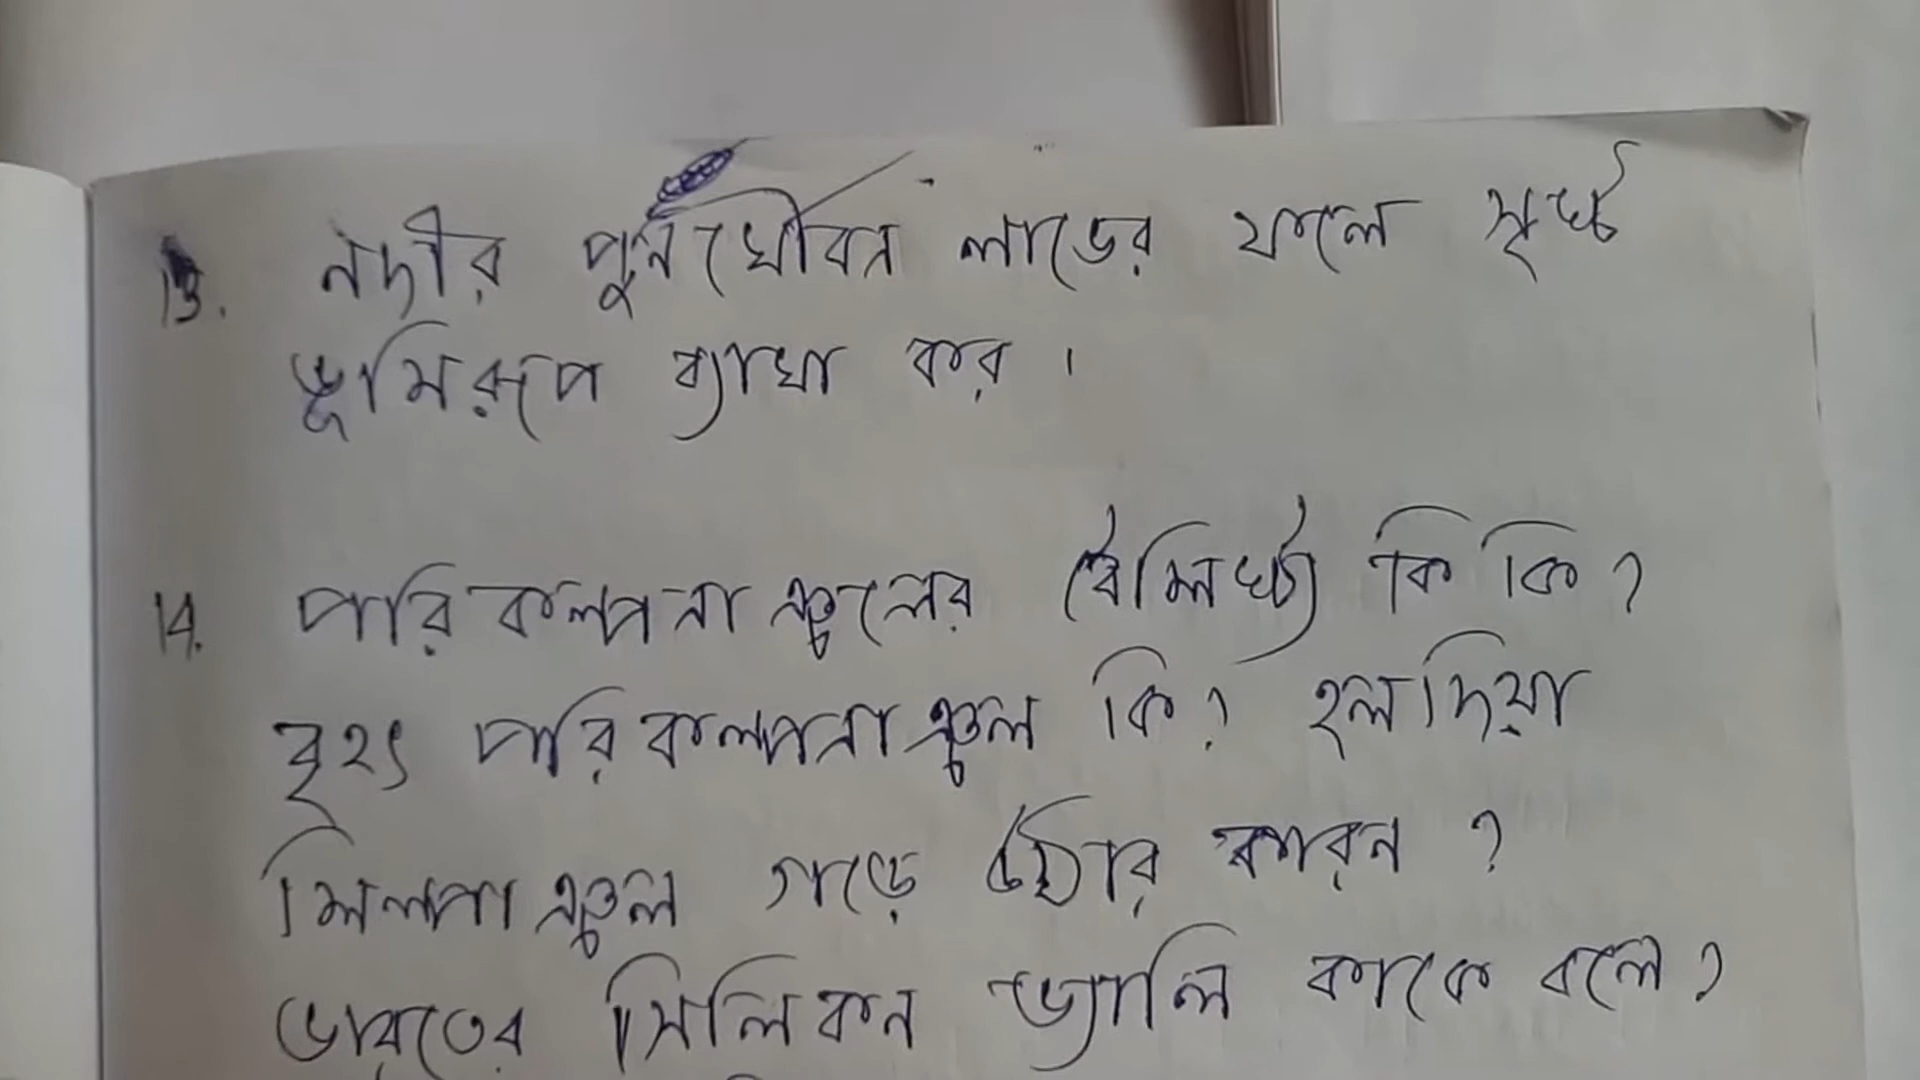 13. নদীর পুনর্যৌবন লাভের ফলে সৃষ্ট
ভূমিরূপ ব্যাখা কর ।
14. পরিকল্পনা অঞ্চলের বৈশিষ্ট্য কি কি ?
বৃহৎ পরিকল্পনা অঞ্চল কি ? হলদিয়া
শিল্পাঞ্চল গড়ে ওঠার কারন ?
ভারতের সিলিকন ভ্যালি কাকে বলে ?